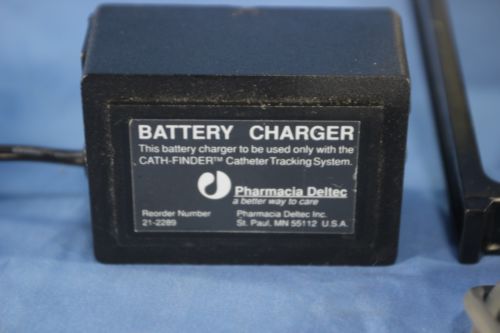 BATTERY CHARGER
This battery charger to be used only with the
CATH-FINDER™ Catheter Tracking System.
Pharmacia Deltec
a better way to care
Reorder Number
21-2289
Pharmacia Deltec Inc.
St. Paul, MN 55112 U.S.A.